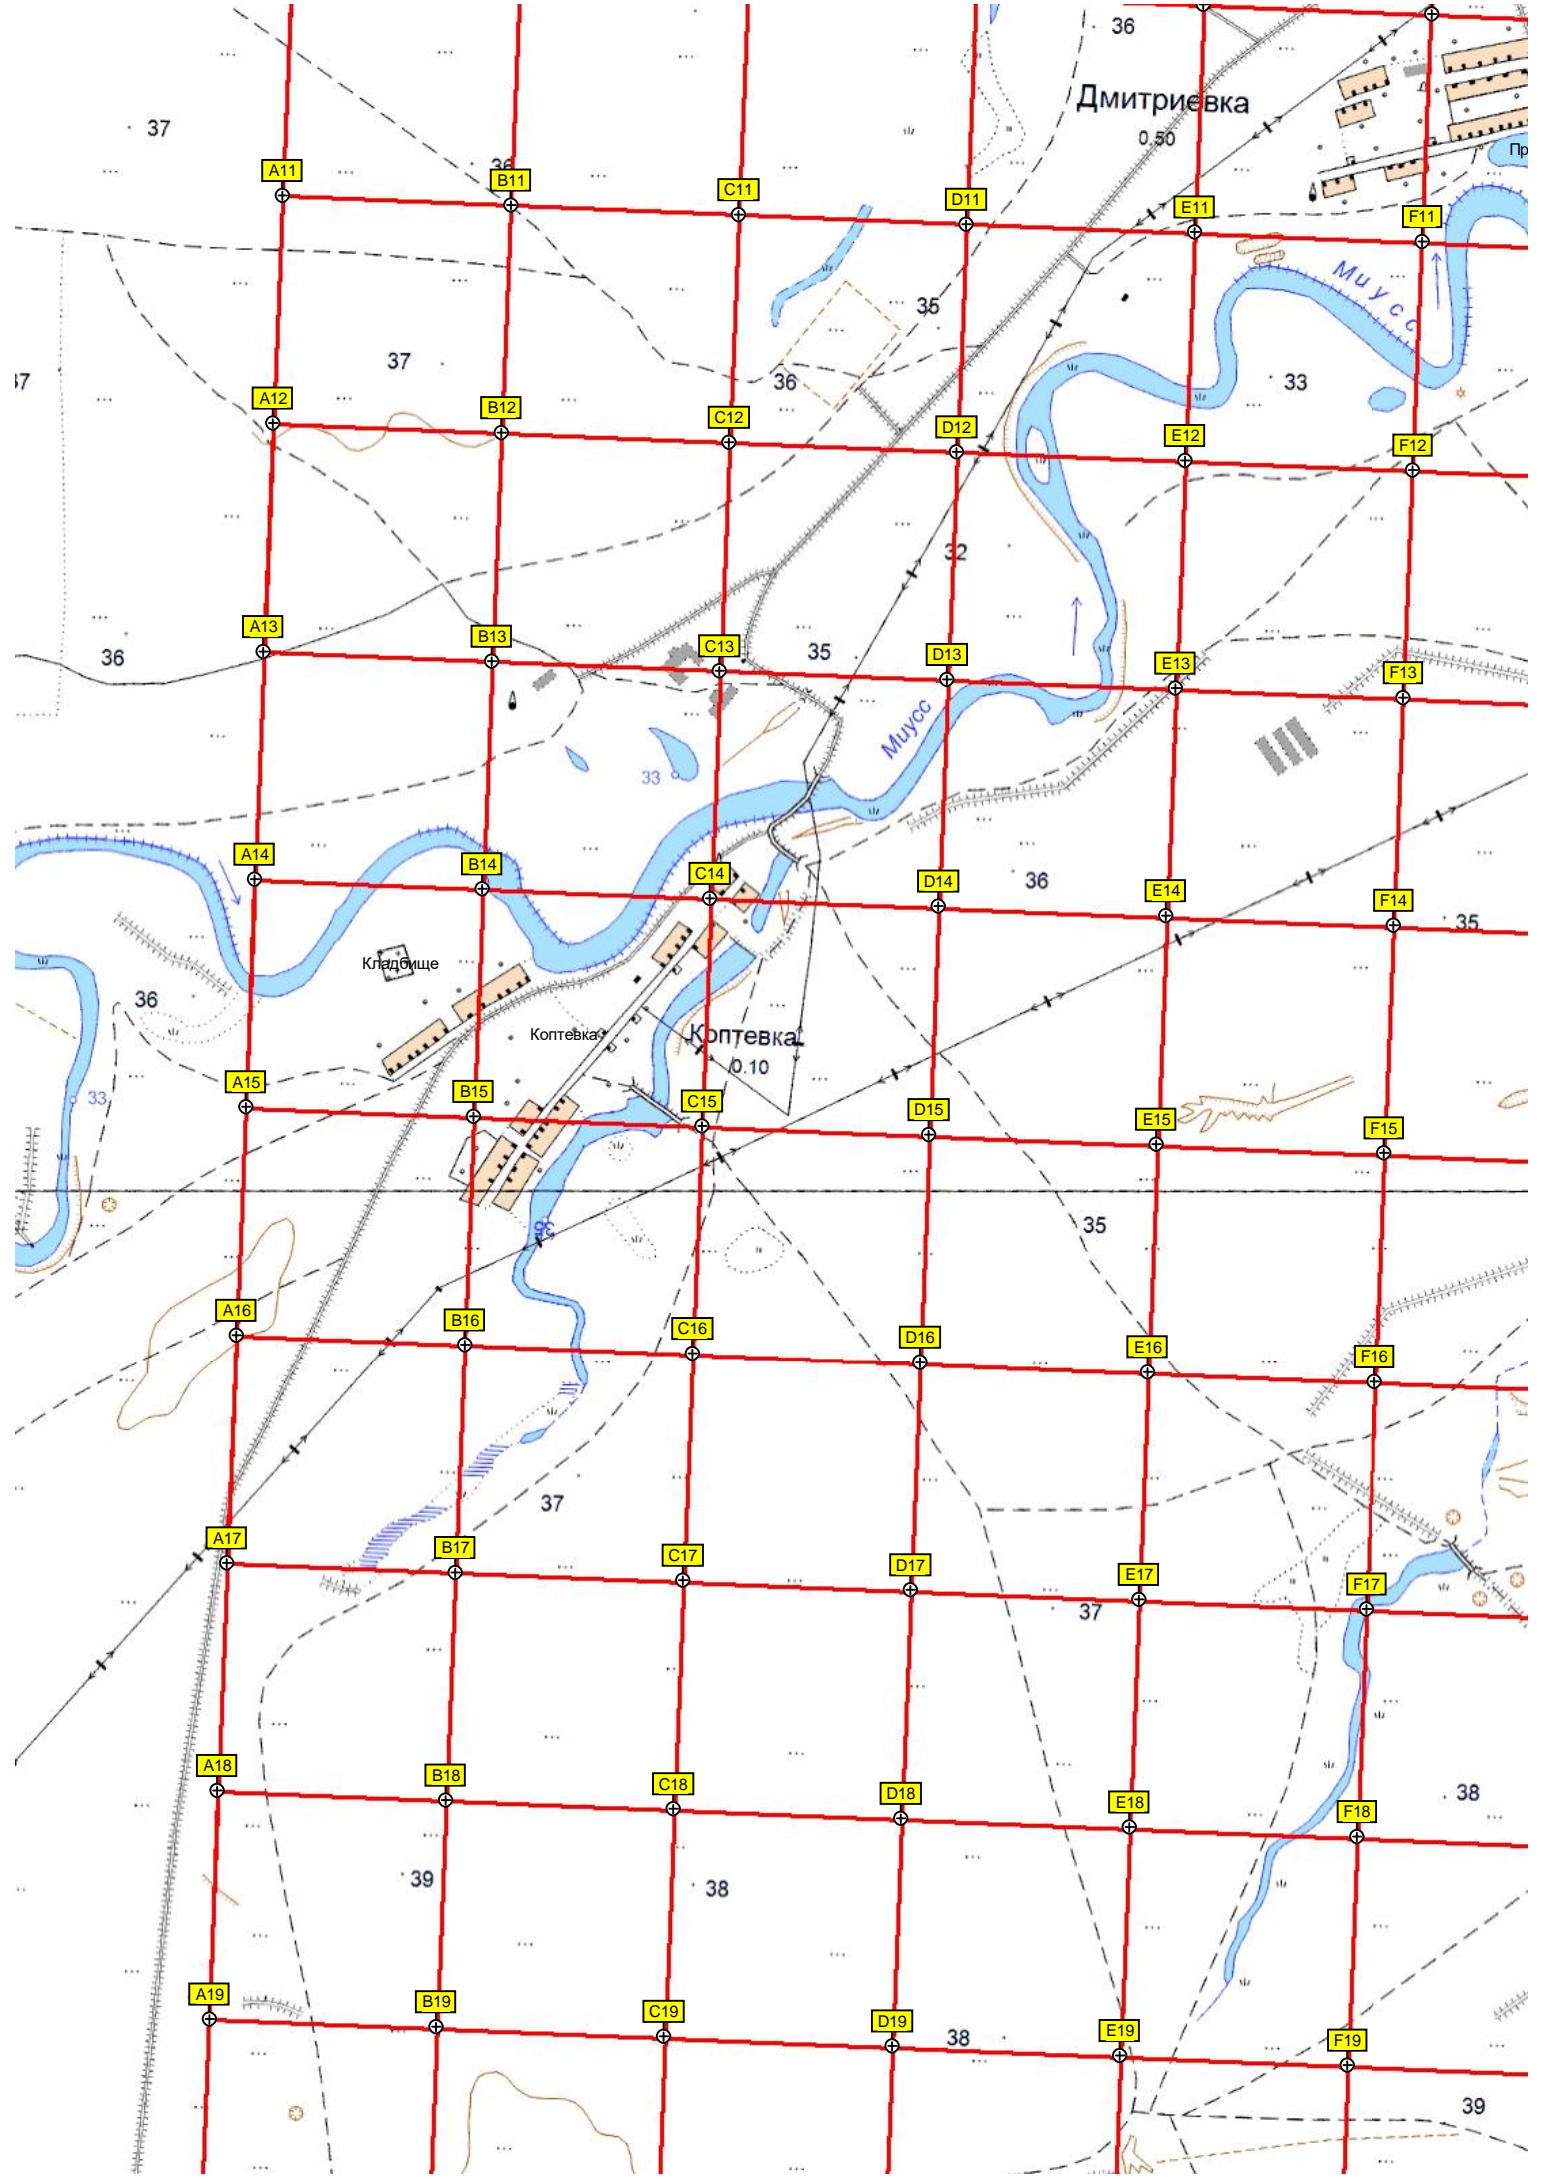 36
Дмитриевка
0.50
37
Пр
A11
36
B11
C11
D11
E11
F11
Миусс
35
37
37
36
33
A12
B12
C12
D12
E12
F12
32
A13
B13
C13
35
D13
E13
F13
36
Миусс
33
A14
B14
C14
D14
36
E14
F14
35
Кладбище
36
Коптевка
Коптевка
0.10
A15
33
B15
C15
D15
E15
F15
35
A16
B16
C16
D16
E16
F16
37
A17
B17
C17
D17
E17
F17
37
A18
B18
C18
D18
E18
F18
38
39
38
A19
B19
C19
D19
38
E19
F19
39